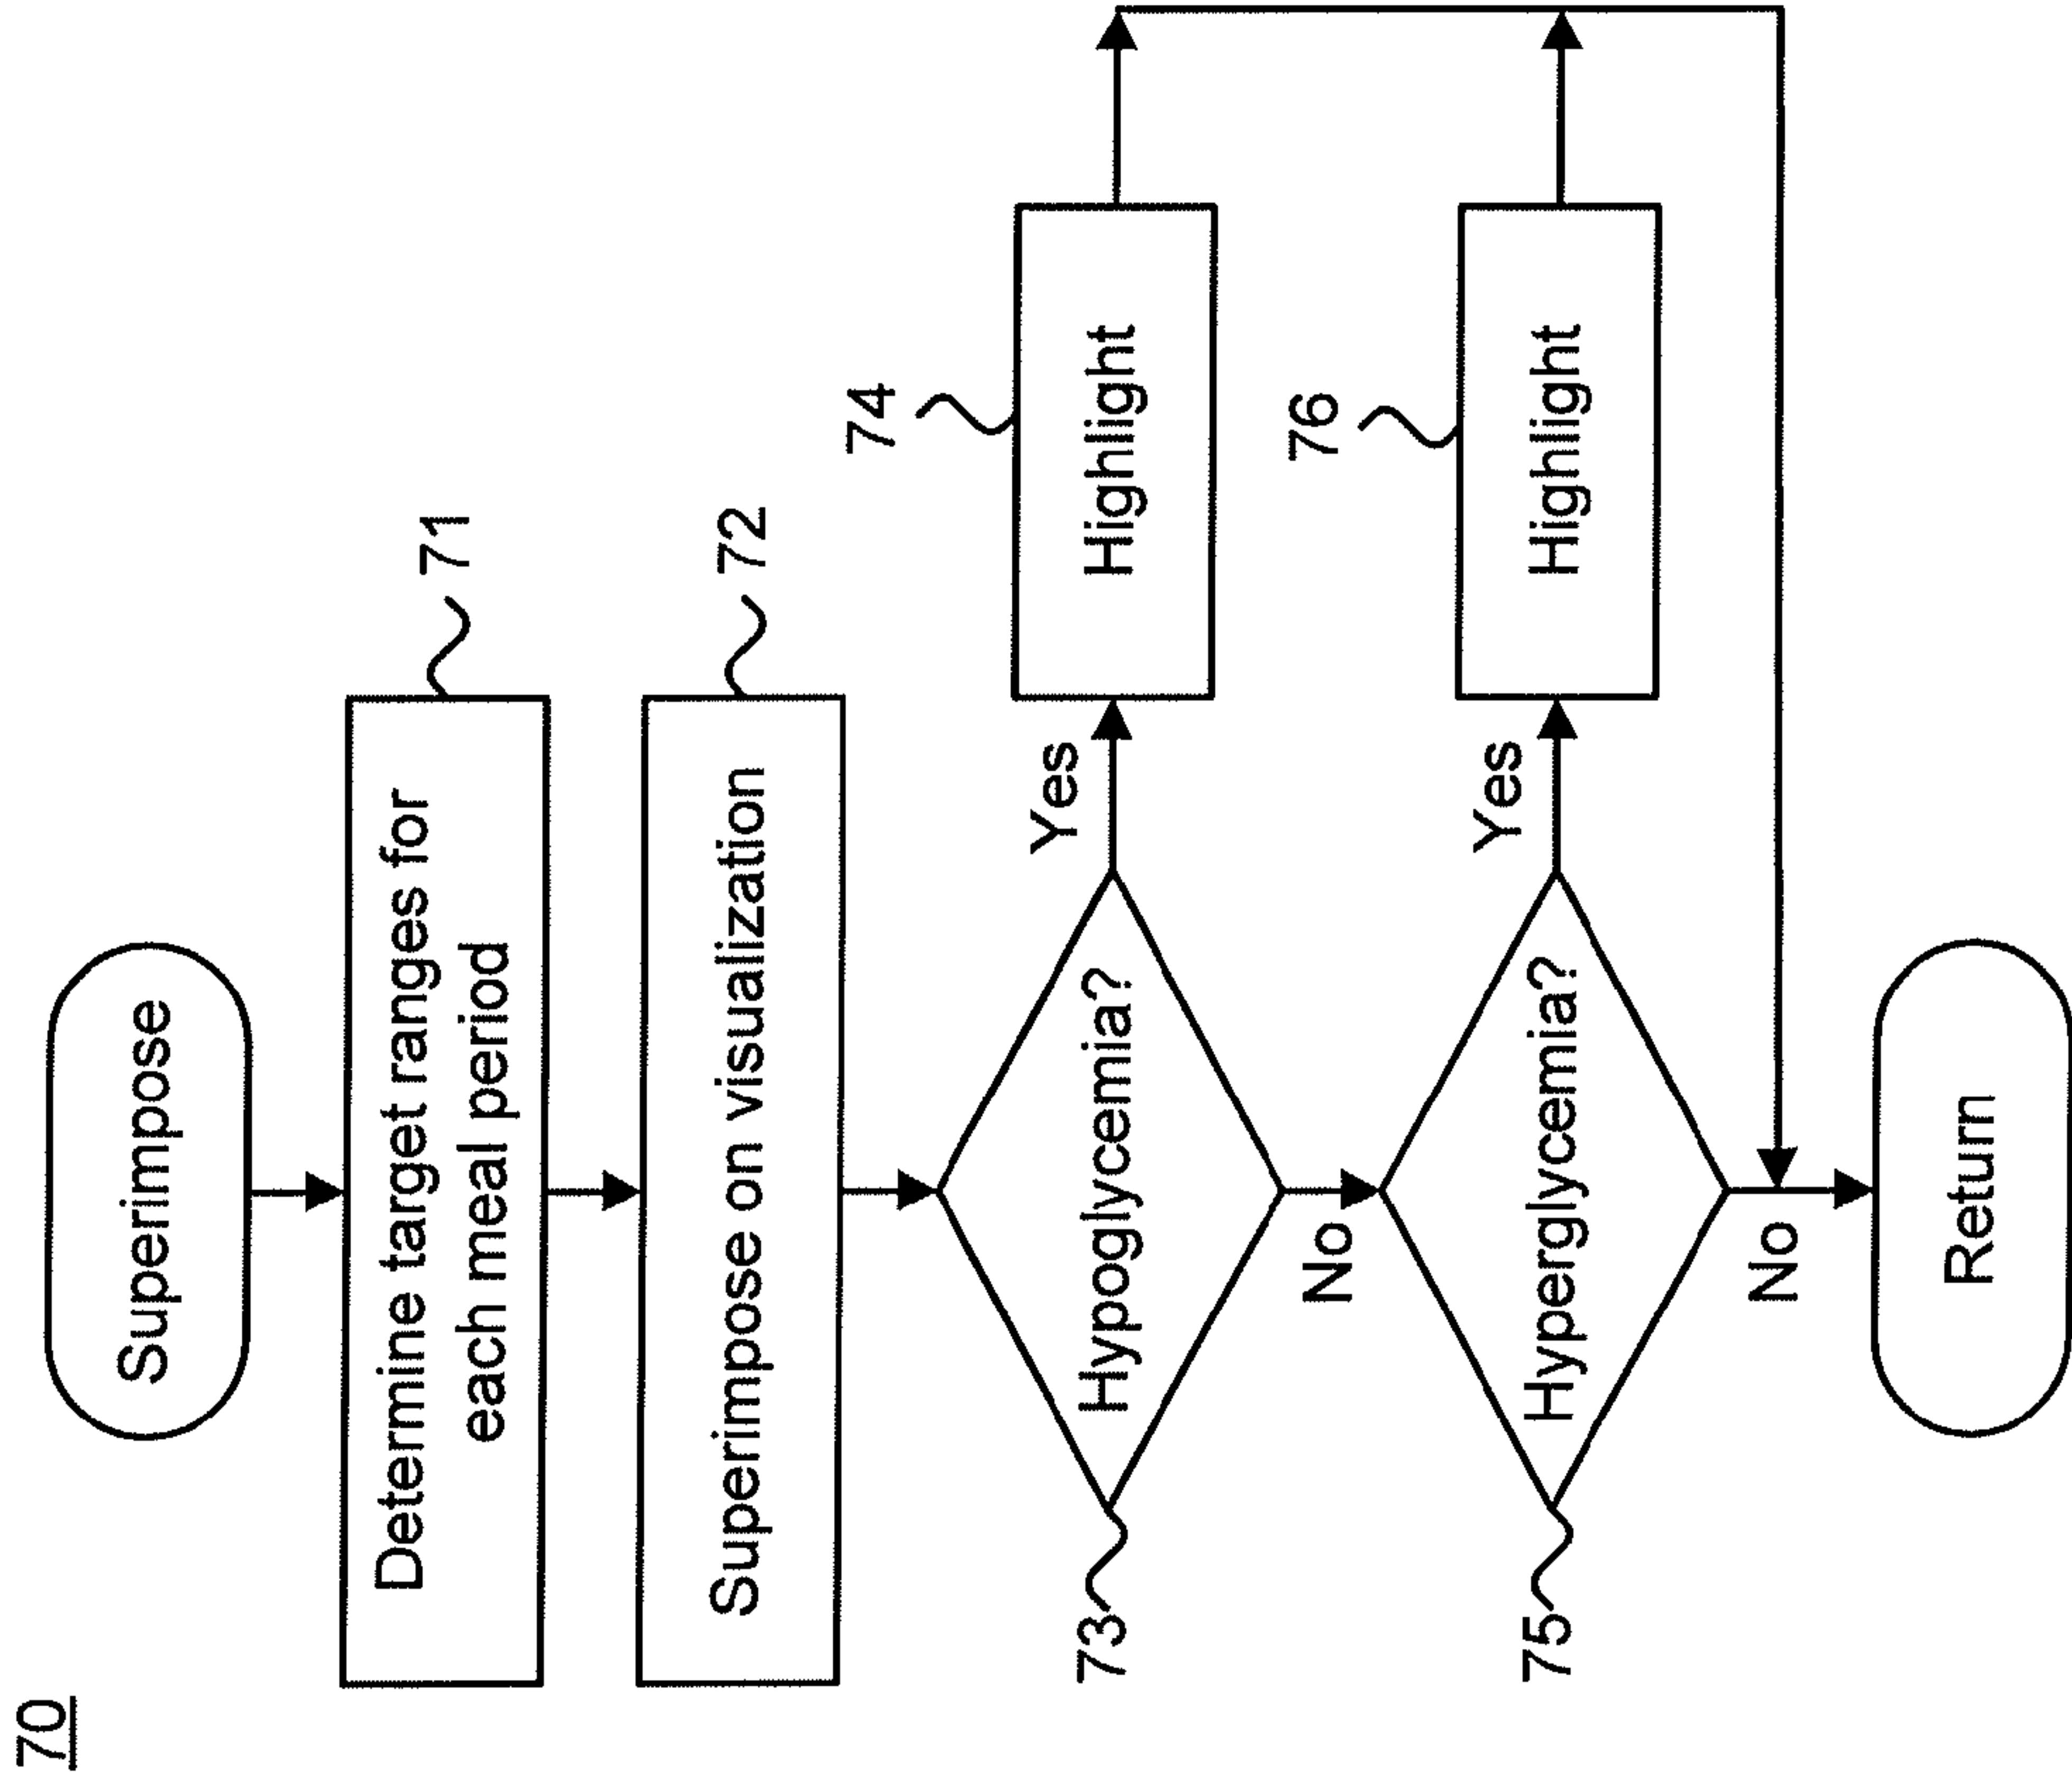 70
Superimpose
Determine target ranges for
each meal period
71
Superimpose on visualization
72
73
Hypoglycemia?
Yes
Highlight
74
No
75
Hyperglycemia?
Yes
Highlight
76
No
Return